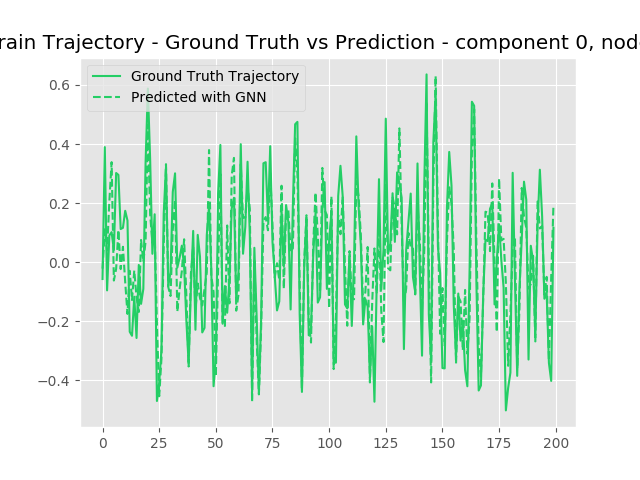 rain Trajectory - Ground Truth vs Prediction - component 0, nod
Ground Truth Trajectory
Predicted with GNN
0.6
0.4
0.2
0.0
−0.2
−0.4
0 25 50 75 100 125 150 175 200